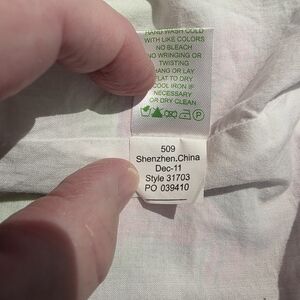 HAND WASH COLD
WITH LIKE COLORS
NO BLEACH
NO WRINGING OR
TWISTING
HANG OR LAY
FLAT TO DRY
COOL IRON IF
NECESSARY
OR DRY CLEAN
P
509
Shenzhen.China
Dec-11
Style 31703
PO 039410